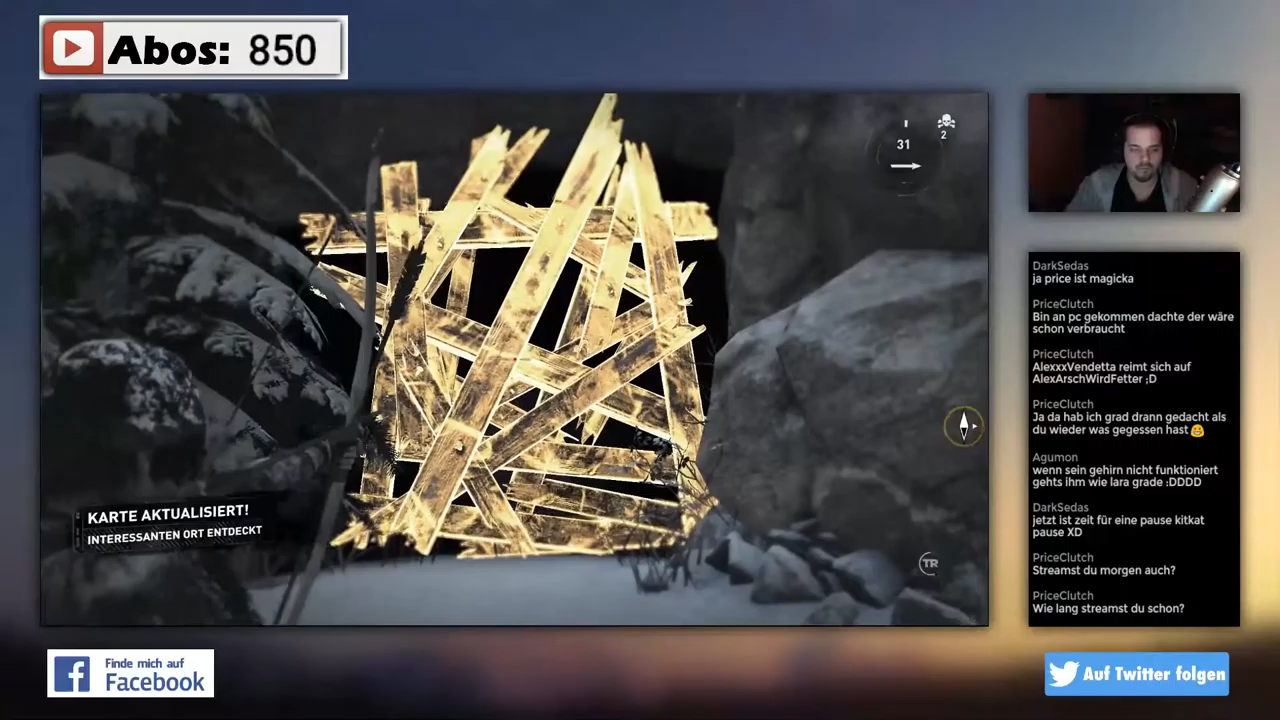 Abos: 850
31
2
KARTE AKTUALISIERT!
INTERESSANTEN ORT ENTDECKT
TR
DarkSedas
ja price ist magicka
PriceClutch
Bin an pc gekommen dachte der wäre
schon verbraucht
PriceClutch
AlexxxVendetta reimt sich auf
AlexArschWirdFetter ;D
PriceClutch
Ja da hab ich grad drann gedacht als
du wieder was gegessen hast
Agumon
wenn sein gehirn nicht funktioniert
gehts ihm wie lara grade :DDDD
DarkSedas
jetzt ist zeit für eine pause kitkat
pause XD
PriceClutch
Streamst du morgen auch?
PriceClutch
Wie lang streamst du schon?
Finde mich auf
Facebook
Auf Twitter folgen